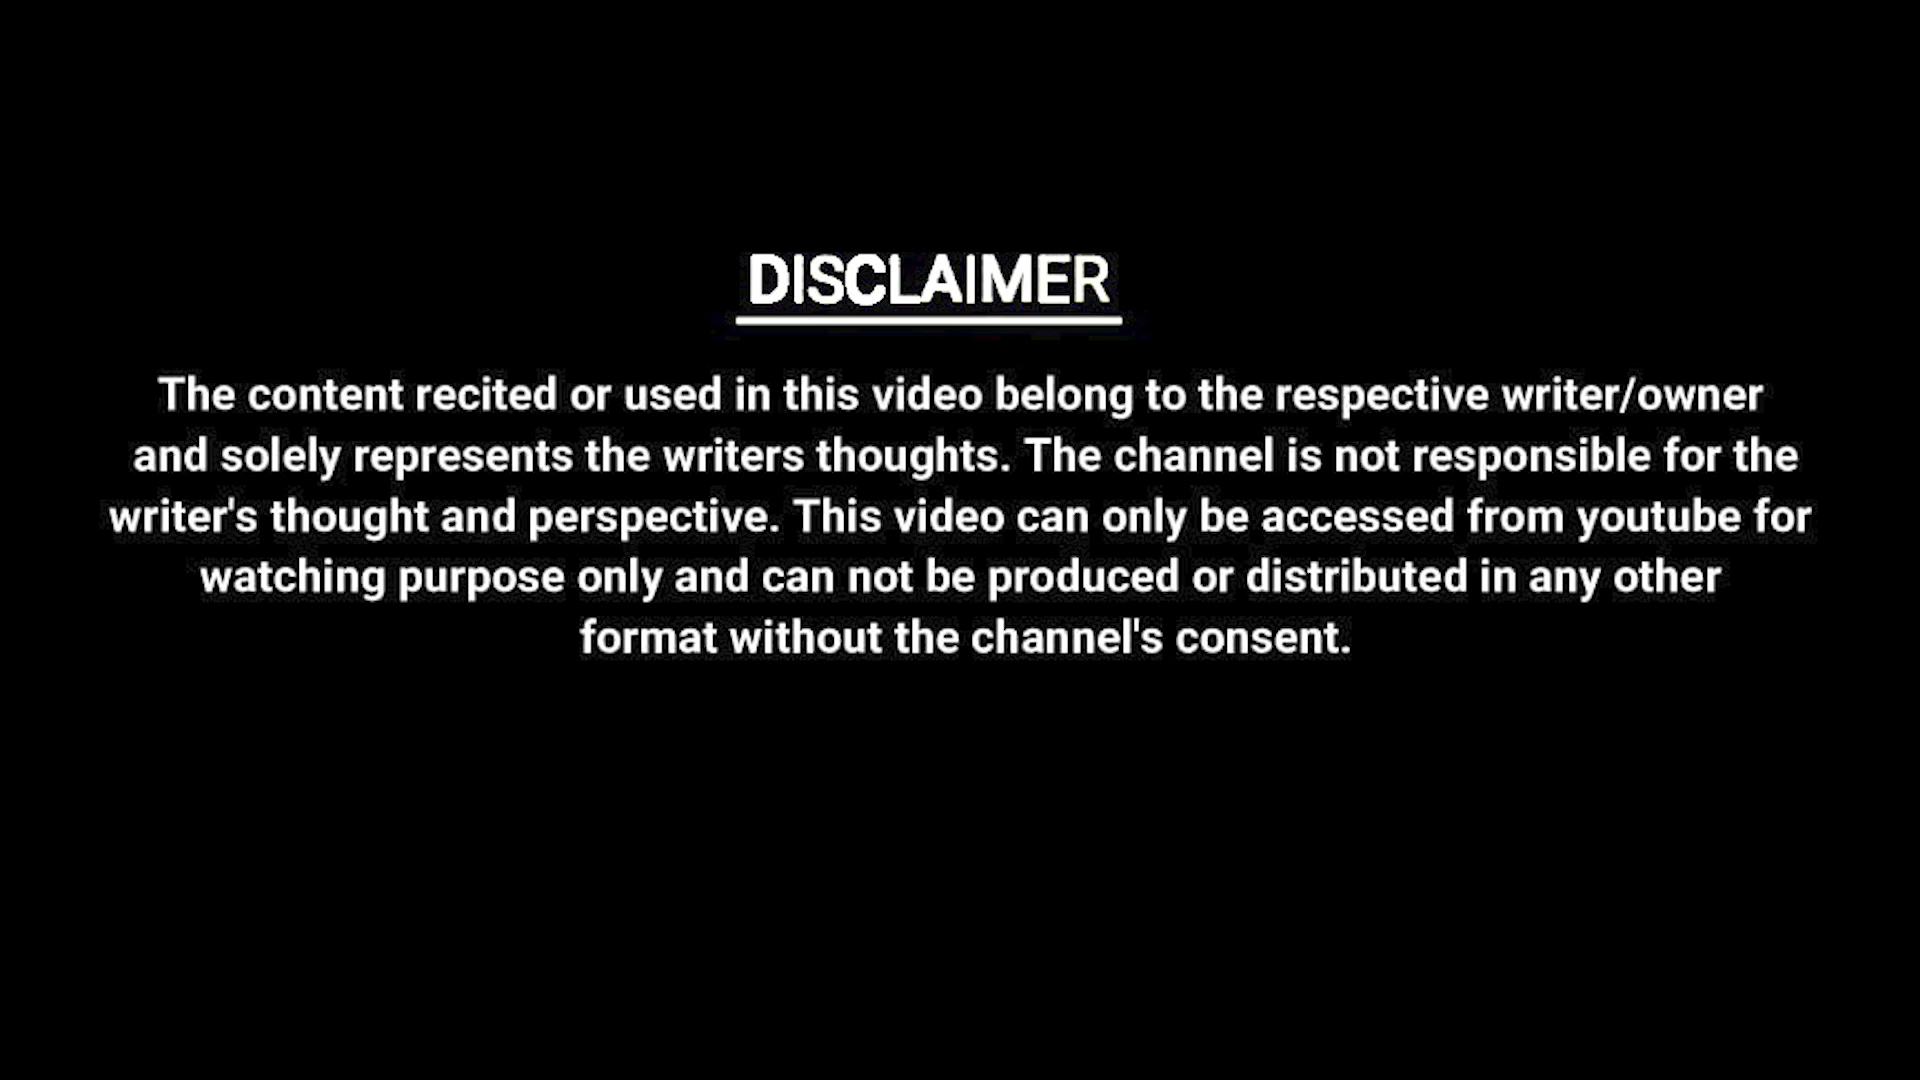 DISCLAIMER
The content recited or used in this video belong to the respective writer/owner
and solely represents the writers thoughts. The channel is not responsible for the
writer's thought and perspective. This video can only be accessed from youtube for
watching purpose only and can not be produced or distributed in any other
format without the channel's consent.